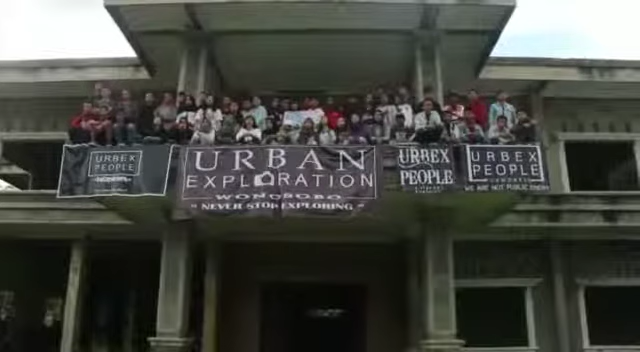 URBEX
PEOPLE
URBAN
EXPLORATION
WONOSOBO
" NEVER STOP EXPLORING "
URBEX
PEOPLE
URBEX
PEOPLE
WE ARE NOT PUBLIC ENEMY